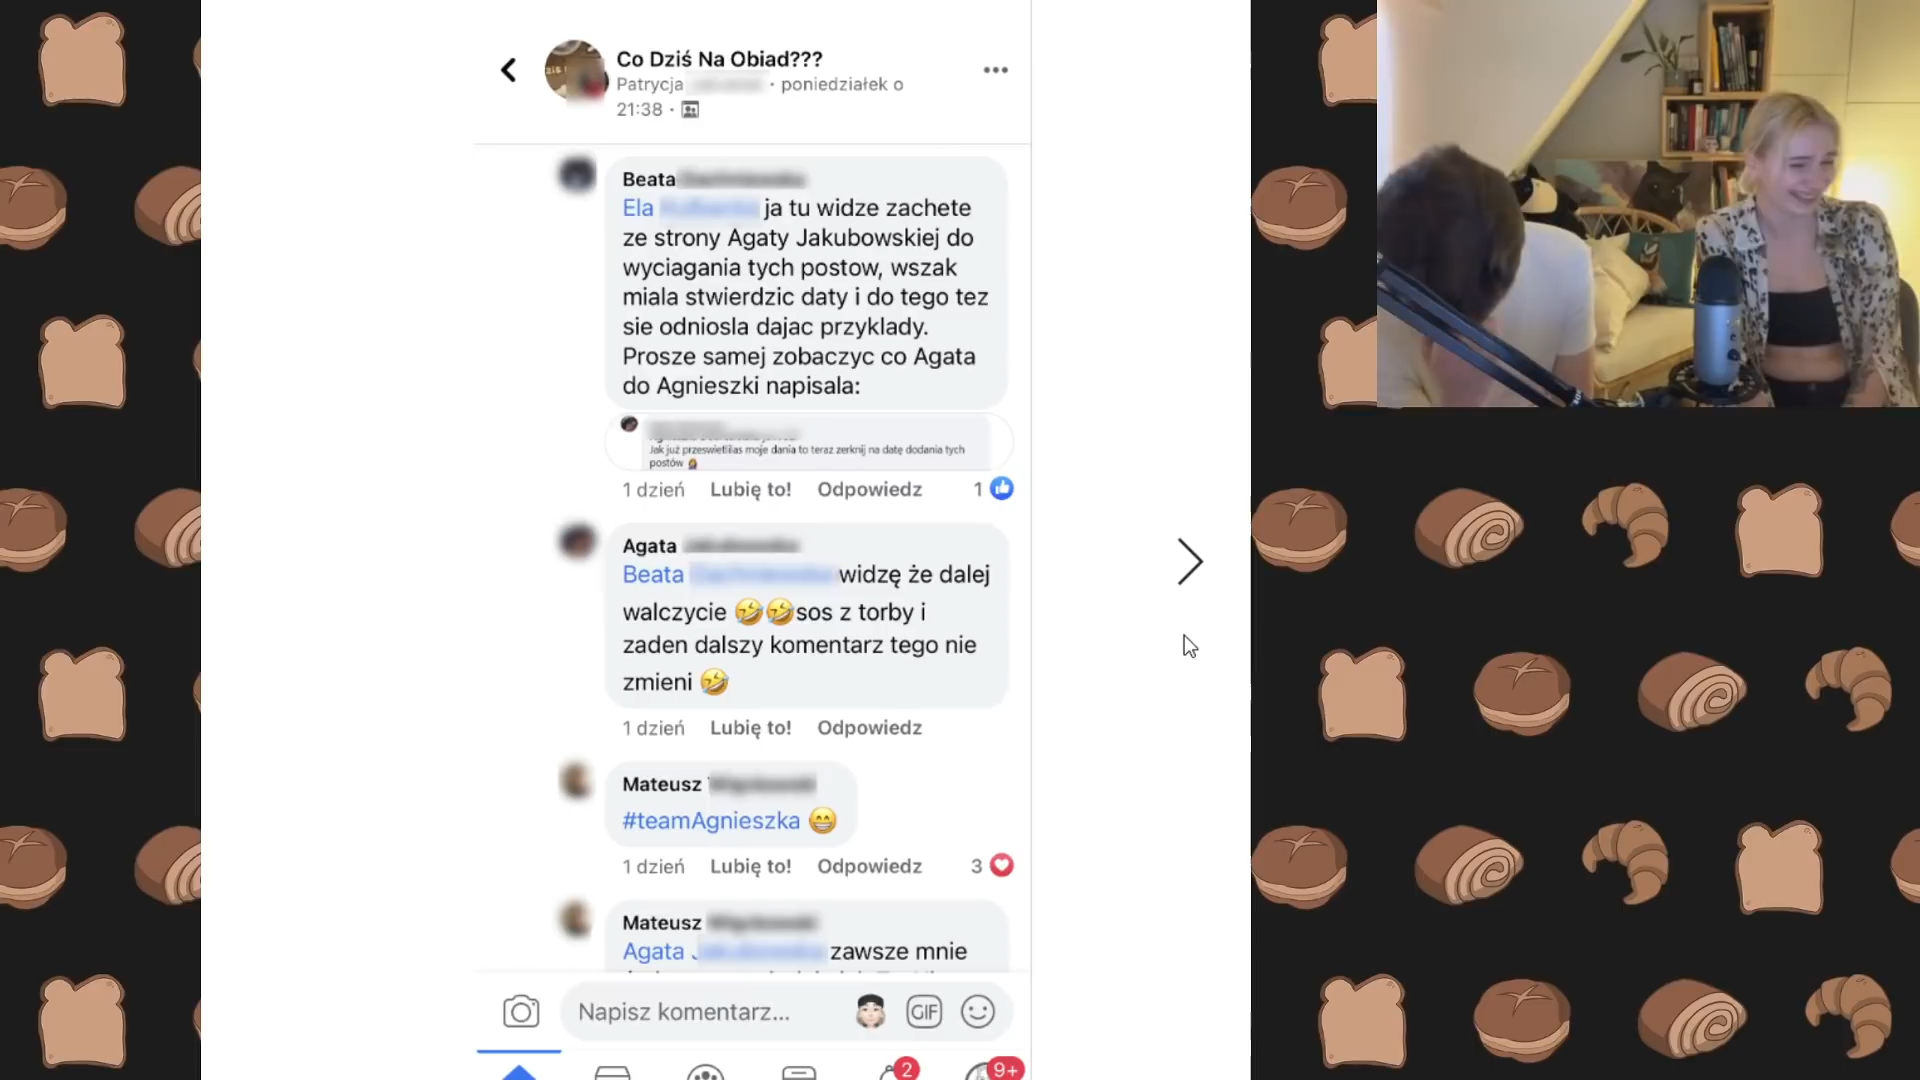 Co Dziś Na Obiad???
Patrycja · poniedziałek o
21:38 ·
Beata
Ela ja tu widze zachete
ze strony Agaty Jakubowskiej do
wyciagania tych postow, wszak
miala stwierdzic daty i do tego tez
sie odniosla dajac przyklady.
Prosze samej zobaczyc co Agata
do Agnieszki napisala:
Jak już przeswietlilas moje dania to teraz zerknij na datę dodania tych
postów 🤷‍♀️
1 dzień Lubię to! Odpowiedz 1
Agata
Beata widzę że dalej
walczycie 🤣🤣sos z torby i
zaden dalszy komentarz tego nie
zmieni 🤣
1 dzień Lubię to! Odpowiedz
Mateusz
#teamAgnieszka 😁
1 dzień Lubię to! Odpowiedz 3
Mateusz
Agata zawsze mnie
Napisz komentarz...
GIF
2
9+